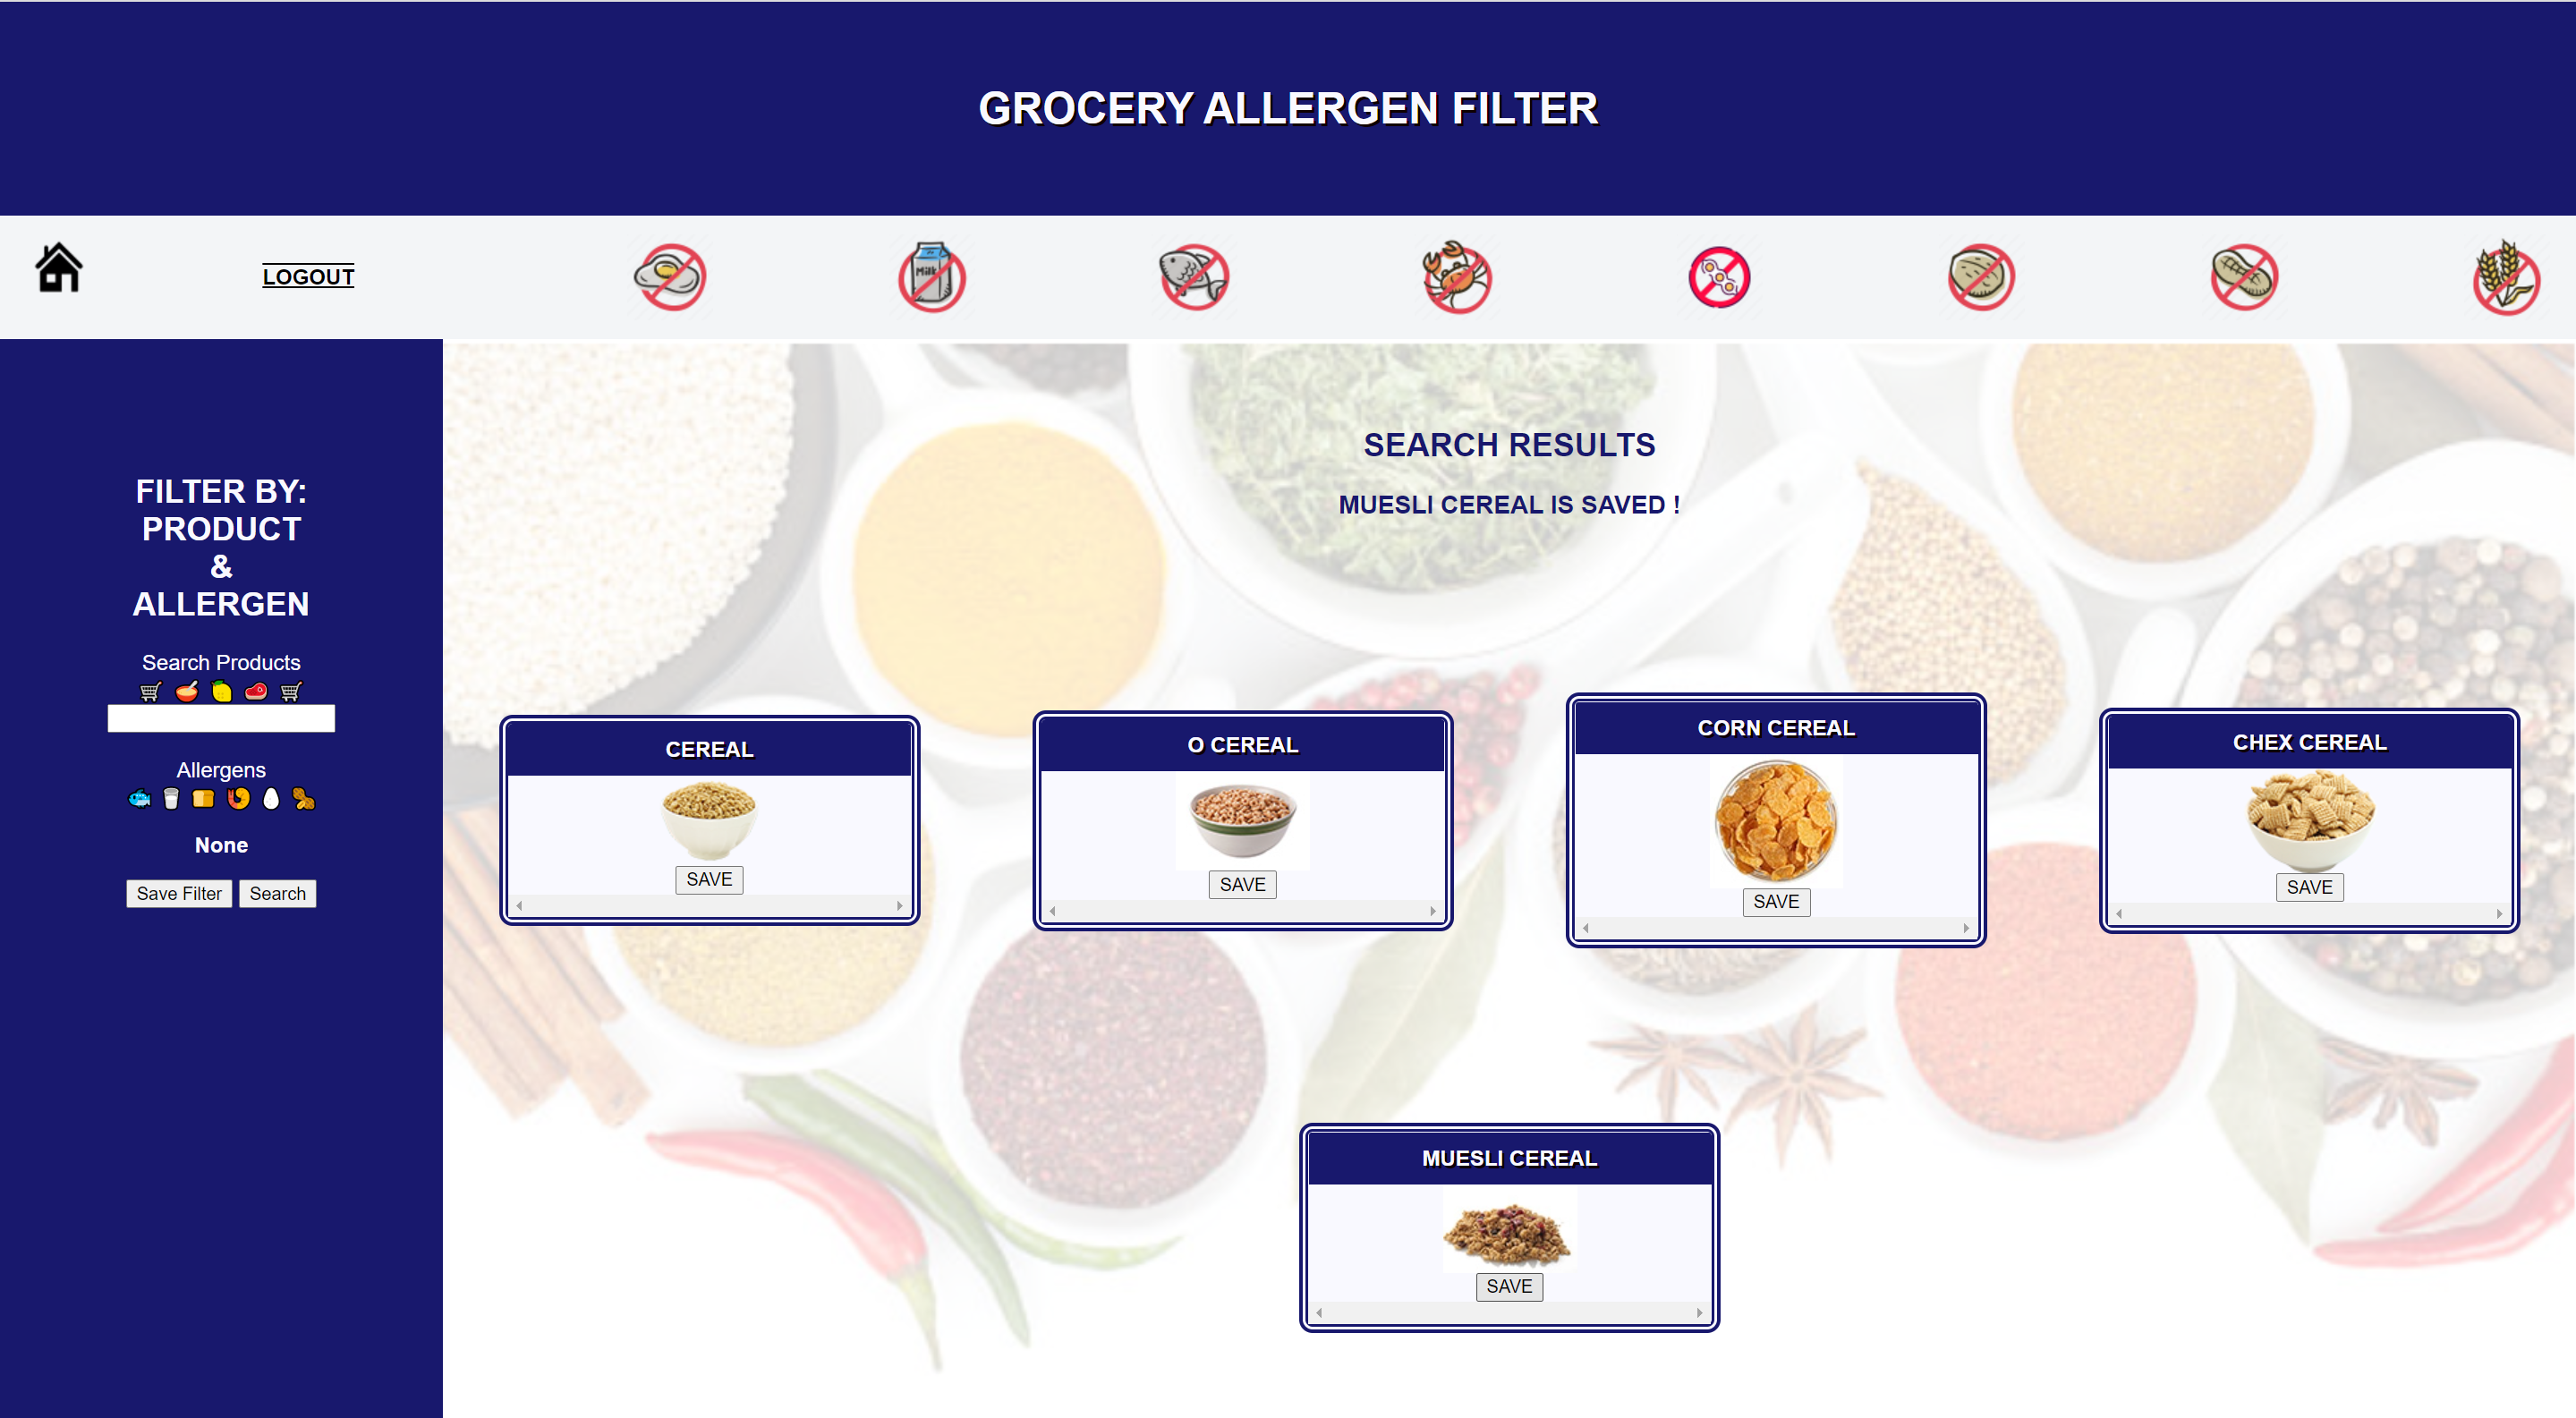 GROCERY ALLERGEN FILTER
LOGOUT
Milk
FILTER BY:
PRODUCT
&
ALLERGEN
Search Products
Allergens
None
Save Filter Search
SEARCH RESULTS
MUESLI CEREAL IS SAVED !
CEREAL
SAVE
O CEREAL
SAVE
CORN CEREAL
SAVE
CHEX CEREAL
SAVE
MUESLI CEREAL
SAVE